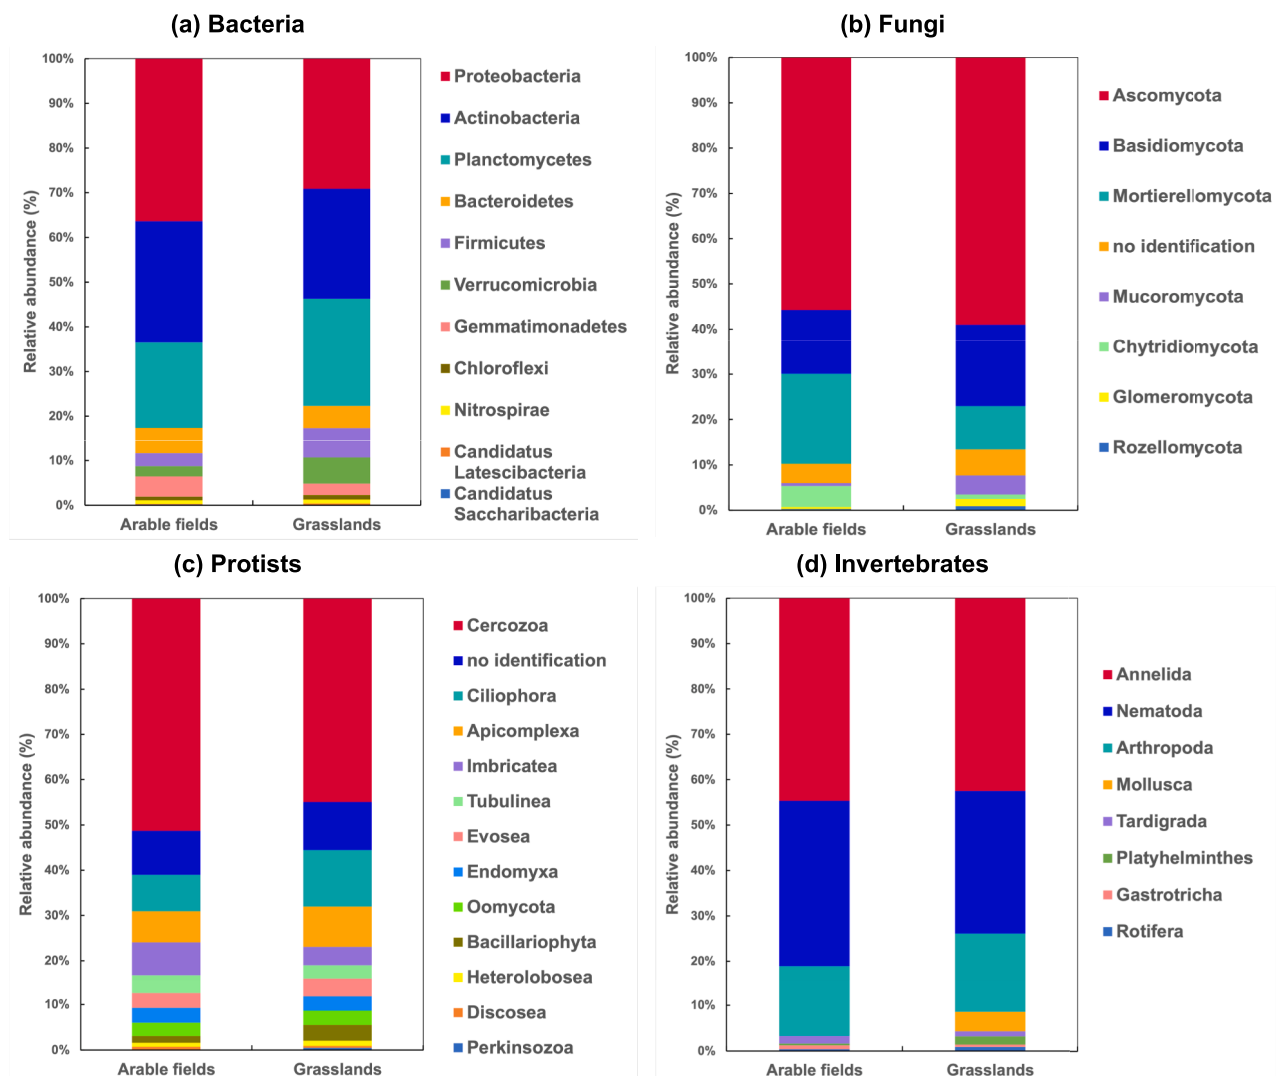 (a) Bacteria
Relative abundance (%)
100%
90%
80%
70%
60%
50%
40%
30%
20%
10%
0%
Arable fields
Grasslands
Proteobacteria
Actinobacteria
Planctomycetes
Bacteroidetes
Firmicutes
Verrucomicrobia
Gemmatimonadetes
Chloroflexi
Nitrospirae
Candidatus
Latescibacteria
Candidatus
Saccharibacteria
(b) Fungi
Relative abundance (%)
100%
90%
80%
70%
60%
50%
40%
30%
20%
10%
0%
Arable fields
Grasslands
Ascomycota
Basidiomycota
Mortierellomycota
no identification
Mucoromycota
Chytridiomycota
Glomeromycota
Rozellomycota
(c) Protists
Relative abundance (%)
100%
90%
80%
70%
60%
50%
40%
30%
20%
10%
0%
Arable fields
Grasslands
Cercozoa
no identification
Ciliophora
Apicomplexa
Imbricatea
Tubulinea
Evosea
Endomyxa
Oomycota
Bacillariophyta
Heterolobosea
Discosea
Perkinsozoa
(d) Invertebrates
Relative abundance (%)
100%
90%
80%
70%
60%
50%
40%
30%
20%
10%
0%
Arable fields
Grasslands
Annelida
Nematoda
Arthropoda
Mollusca
Tardigrada
Platyhelminthes
Gastrotricha
Rotifera